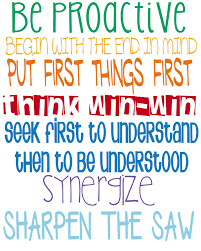 Be Proactive
Begin with the end in mind
Put First Things First
think win-win
Seek first to understand
then to be understood
Synergize
Sharpen the Saw